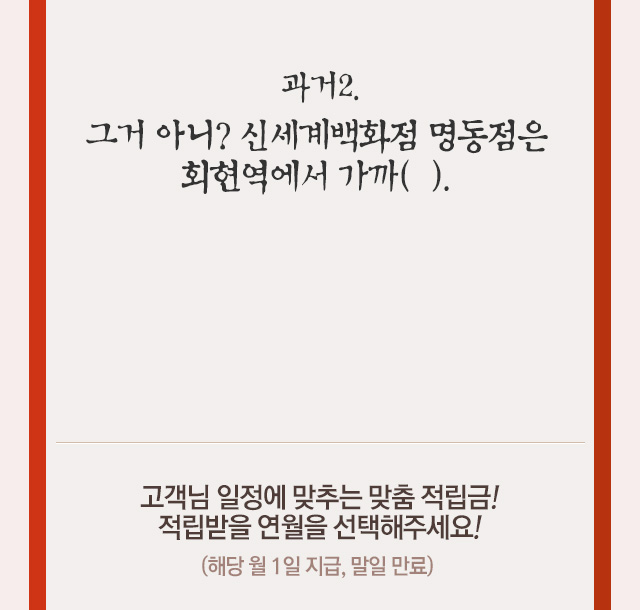 과거2.
그거 아니? 신세계백화점 명동점은
회현역에서 가까(  ).
고객님 일정에 맞추는 맞춤 적립금!
적립받을 연월을 선택해주세요!
(해당 월 1일 지급, 말일 만료)